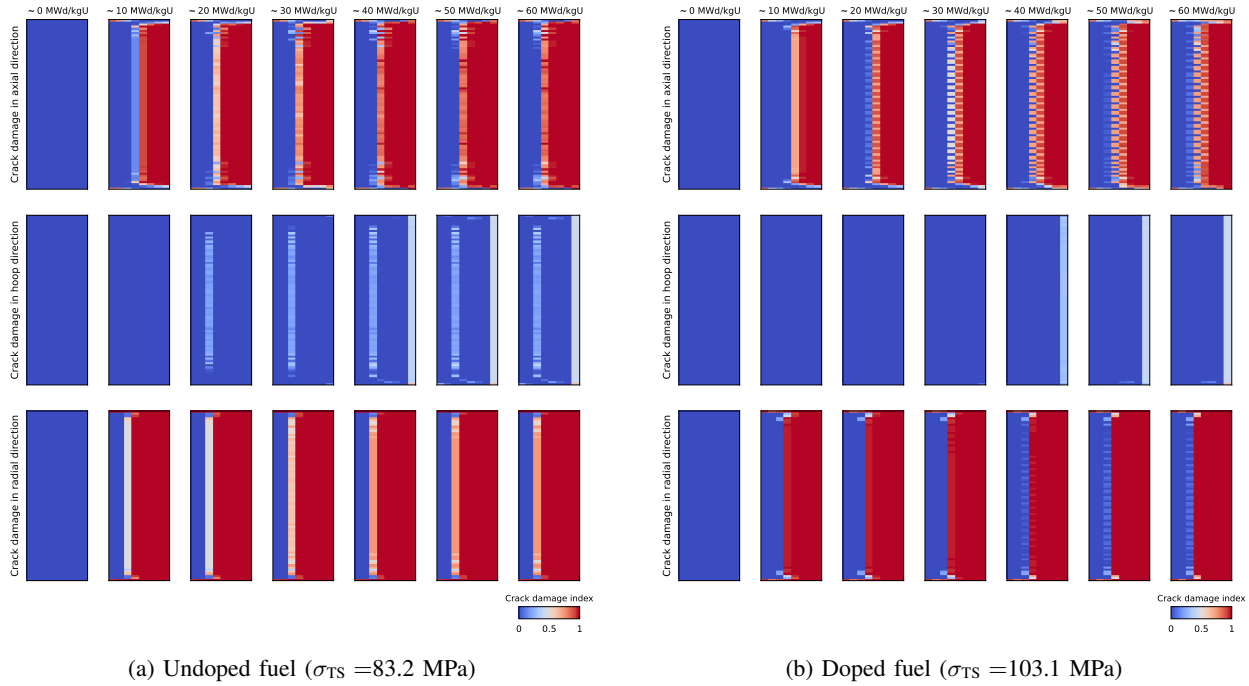 ~ 0 MWd/kgU ~ 10 MWd/kgU ~ 20 MWd/kgU ~ 30 MWd/kgU ~ 40 MWd/kgU ~ 50 MWd/kgU ~ 60 MWd/kgU
Crack damage in axial direction
Crack damage in hoop direction
Crack damage in radial direction
Crack damage index
0 0.5 1
(a) Undoped fuel (σTS =83.2 MPa)
~ 0 MWd/kgU ~ 10 MWd/kgU ~ 20 MWd/kgU ~ 30 MWd/kgU ~ 40 MWd/kgU ~ 50 MWd/kgU ~ 60 MWd/kgU
Crack damage in axial direction
Crack damage in hoop direction
Crack damage in radial direction
Crack damage index
0 0.5 1
(b) Doped fuel (σTS =103.1 MPa)